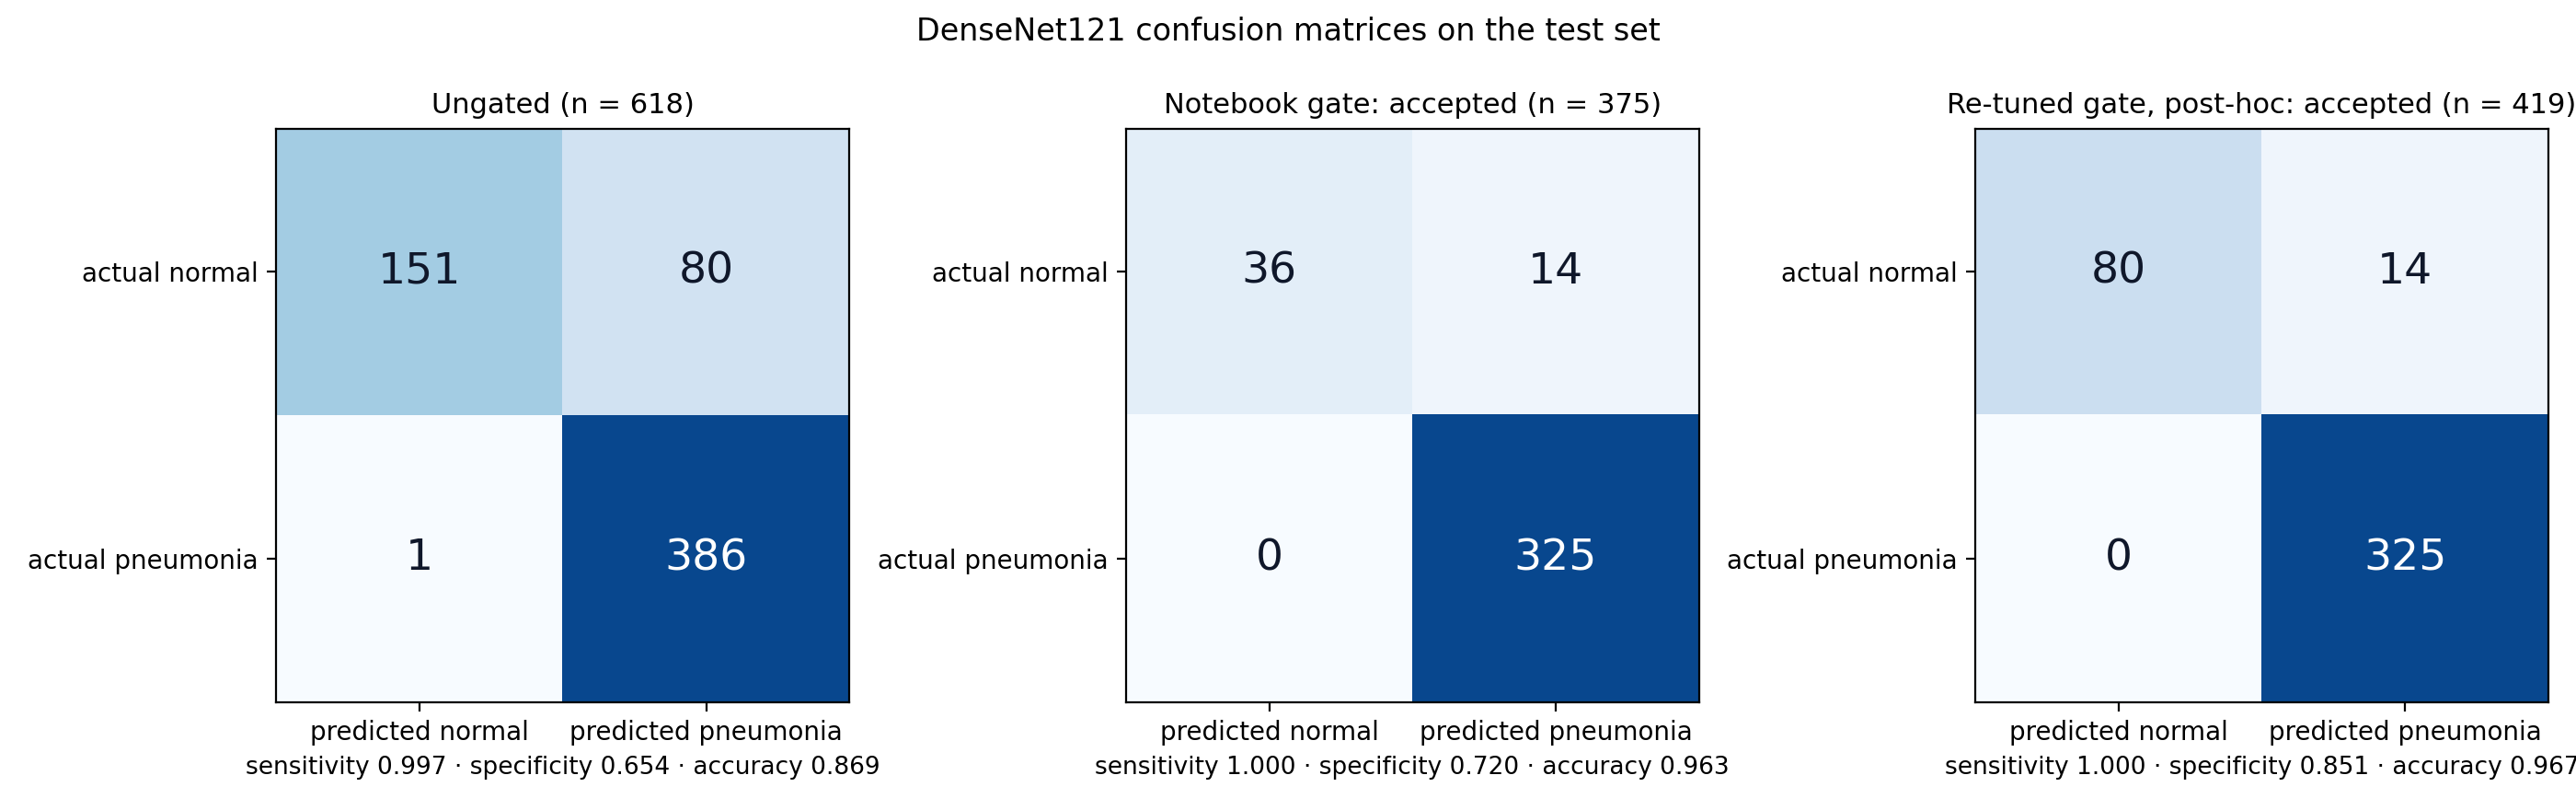 DenseNet121 confusion matrices on the test set
Ungated (n = 618)
151 80
1 386
actual normal
actual pneumonia
predicted normal predicted pneumonia
sensitivity 0.997 · specificity 0.654 · accuracy 0.869
Notebook gate: accepted (n = 375)
36 14
0 325
actual normal
actual pneumonia
predicted normal predicted pneumonia
sensitivity 1.000 · specificity 0.720 · accuracy 0.963
Re-tuned gate, post-hoc: accepted (n = 419)
80 14
0 325
actual normal
actual pneumonia
predicted normal predicted pneumonia
sensitivity 1.000 · specificity 0.851 · accuracy 0.967